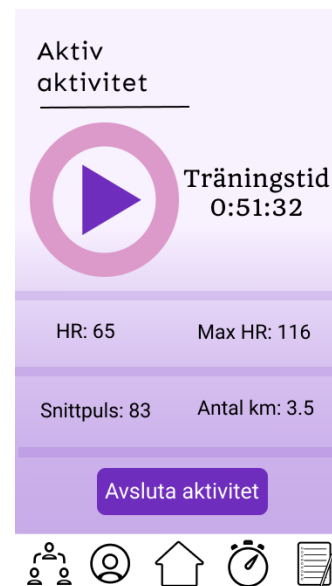 Aktiv
aktivitet
Träningstid
0:51:32
HR: 65
Max HR: 116
Snittpuls: 83
Antal km: 3.5
Avsluta aktivitet